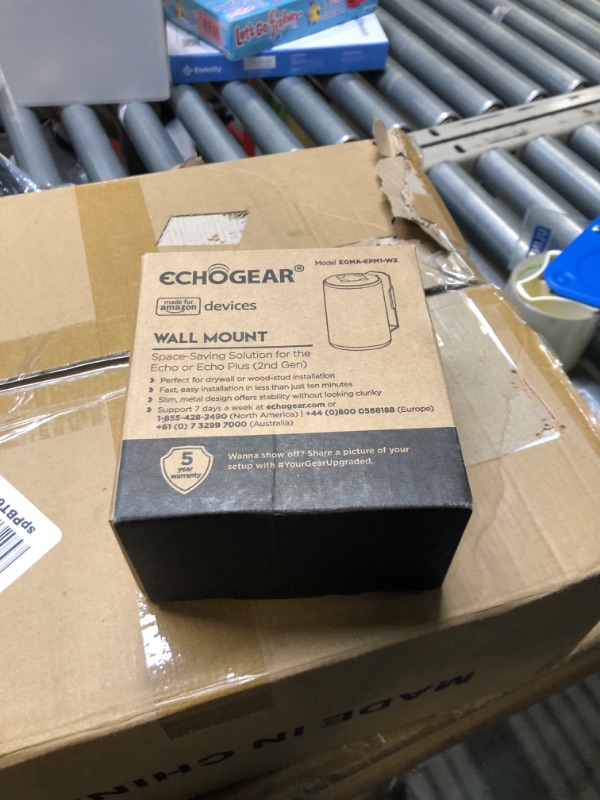 Let's Go Fishin'
Etekcity
ECHOGEAR®
Model EGMA-EPM1-W2
made for
amazon
devices
WALL MOUNT
Space-Saving Solution for the
Echo or Echo Plus (2nd Gen)
Perfect for drywall or wood-stud installation
Fast, easy installation in less than just ten minutes
Slim, metal design offers stability without looking clunky
Support 7 days a week at echogear.com or
1-855-428-2490 (North America) | +44 (0)800 0568188 (Europe)
+61 (0) 7 3299 7000 (Australia)
5
year
warranty
Wanna show off? Share a picture of your
setup with #YourGearUpgraded.
MADE IN CHIN